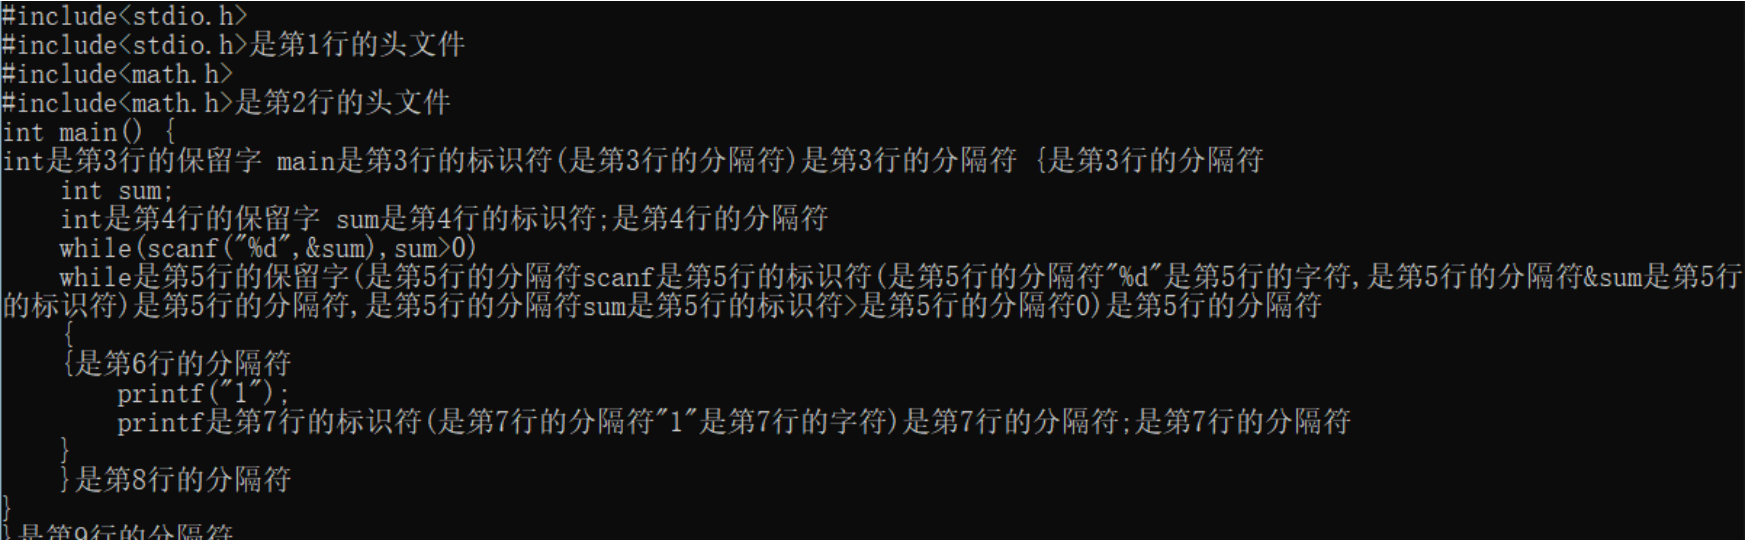 #include<stdio.h>
#include<stdio.h>是第1行的头文件
#include<math.h>
#include<math.h>是第2行的头文件
int main() {
int是第3行的保留字 main是第3行的标识符(是第3行的分隔符)是第3行的分隔符 {是第3行的分隔符
    int sum;
    int是第4行的保留字 sum是第4行的标识符;是第4行的分隔符
    while(scanf("%d",&sum),sum>0)
    while是第5行的保留字(是第5行的分隔符scanf是第5行的标识符(是第5行的分隔符"%d"是第5行的字符,是第5行的分隔符&sum是第5行
的标识符)是第5行的分隔符,是第5行的分隔符sum是第5行的标识符>是第5行的分隔符0)是第5行的分隔符
    {
    {是第6行的分隔符
        printf("1");
        printf是第7行的标识符(是第7行的分隔符"1"是第7行的字符)是第7行的分隔符;是第7行的分隔符
    }
    }是第8行的分隔符
}
}是第9行的分隔符